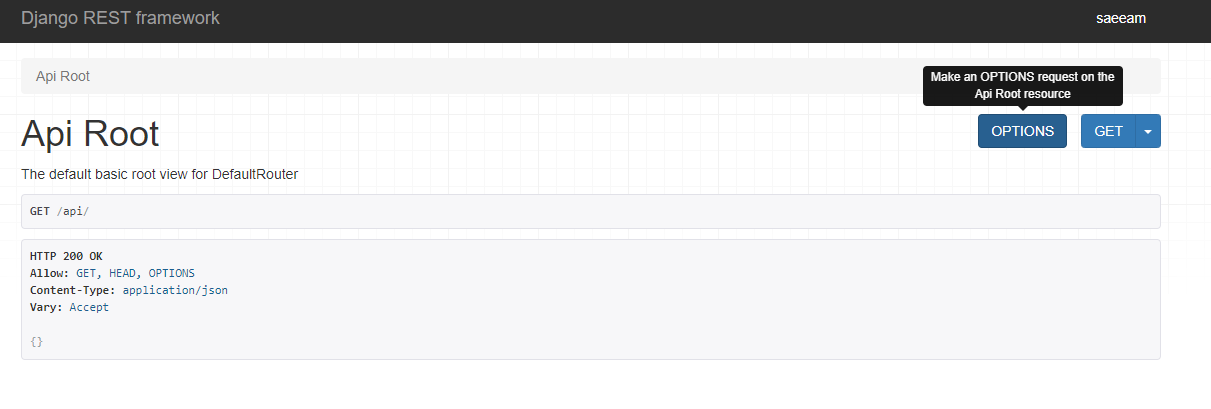 Django REST framework
saeeam
Api Root
Make an OPTIONS request on the
Api Root resource
Api Root
OPTIONS
GET
The default basic root view for DefaultRouter
GET /api/
HTTP 200 OK
Allow: GET, HEAD, OPTIONS
Content-Type: application/json
Vary: Accept
{}